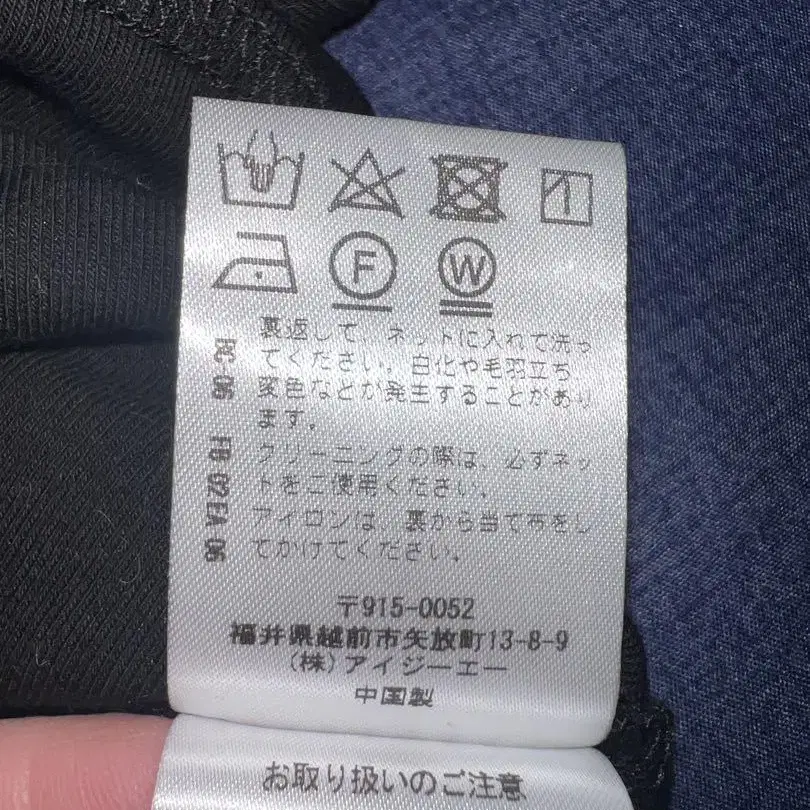 F
W
裏返して、ネットに入れて洗っ
てください。白化や毛羽立ち、
変色などが発生することがあり
ます。
クリーニングの際は、必ずネッ
トをご使用ください。
アイロンは、裏から当て布をし
てかけてください。
〒915-0052
福井県越前市矢放町13-8-9
(株)アイジーエー
中国製
お取り扱いのご注意